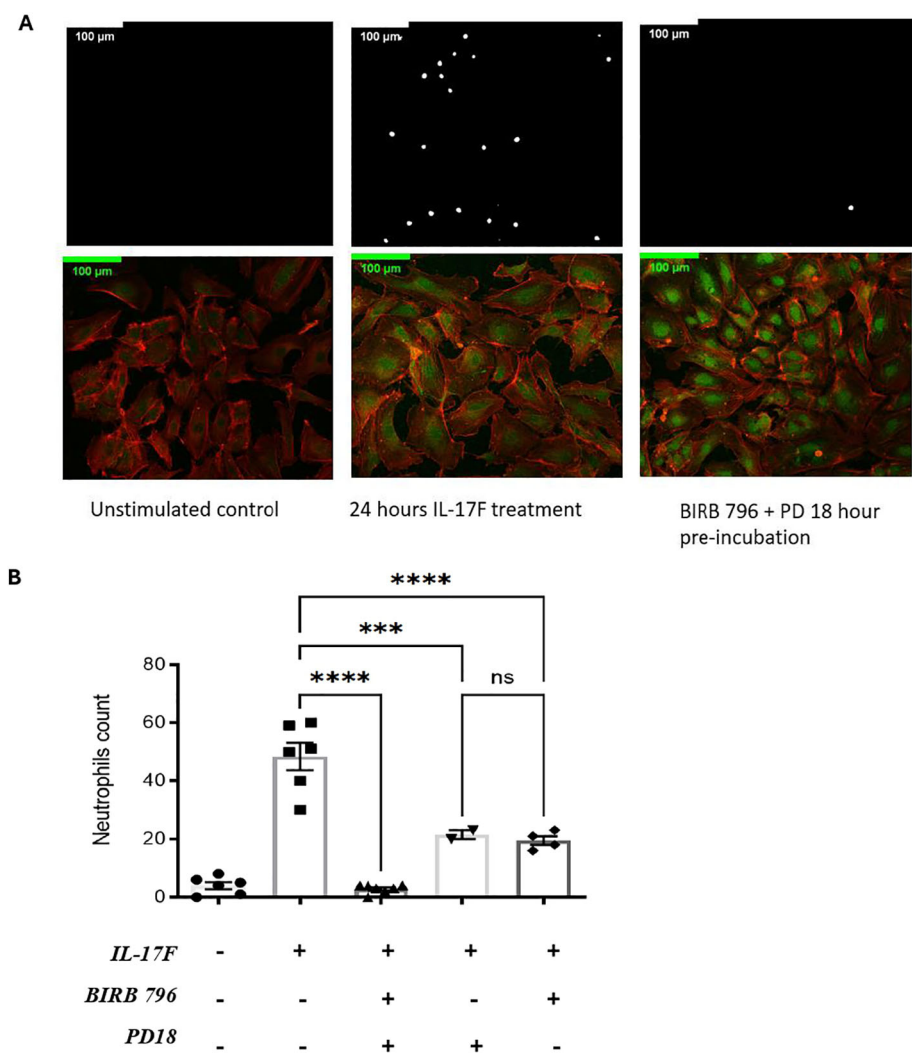 A
100 µm
100 µm
100 µm
100 µm
100 µm
100 µm
Unstimulated control
24 hours IL-17F treatment
BIRB 796 + PD 18 hour
pre-incubation
B
****
***
****
ns
80
60
40
20
0
Neutrophils count
IL-17F - + + + +
BIRB 796 - - + - +
PD18 - - + + -